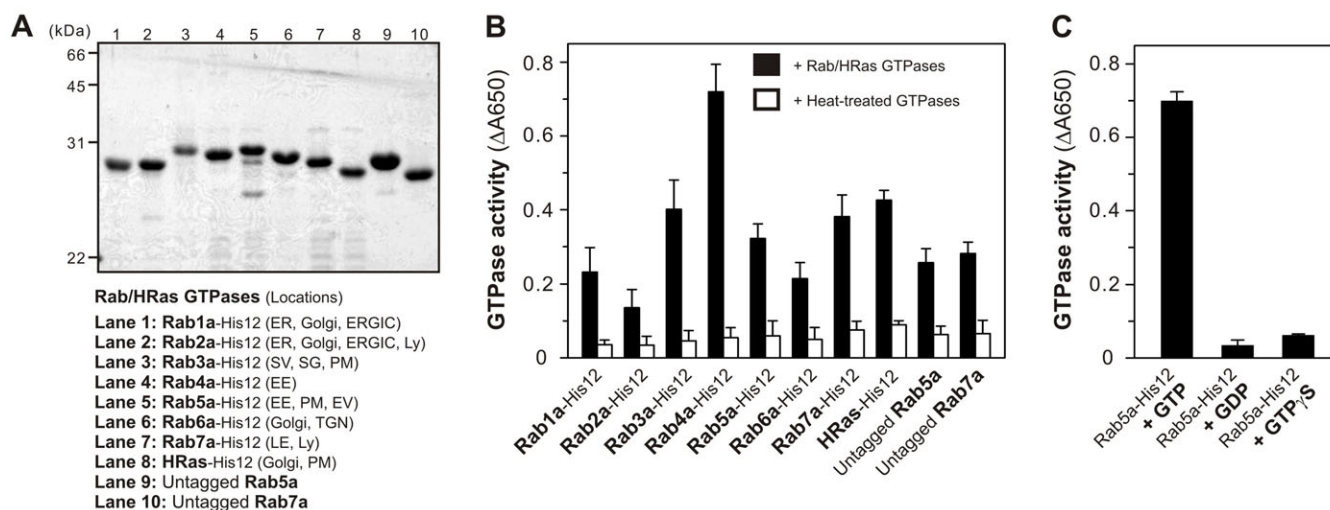 A
(kDa)
1 2 3 4 5 6 7 8 9 10
66
45
31
22
Rab/HRas GTPases (Locations)
Lane 1: Rab1a-His12 (ER, Golgi, ERGIC)
Lane 2: Rab2a-His12 (ER, Golgi, ERGIC, Ly)
Lane 3: Rab3a-His12 (SV, SG, PM)
Lane 4: Rab4a-His12 (EE)
Lane 5: Rab5a-His12 (EE, PM, EV)
Lane 6: Rab6a-His12 (Golgi, TGN)
Lane 7: Rab7a-His12 (LE, Ly)
Lane 8: HRas-His12 (Golgi, PM)
Lane 9: Untagged Rab5a
Lane 10: Untagged Rab7a
B
GTPase activity (ΔA650)
0.8
0.6
0.4
0.2
0
+ Rab/HRas GTPases
+ Heat-treated GTPases
Rab1a-His12
Rab2a-His12
Rab3a-His12
Rab4a-His12
Rab5a-His12
Rab6a-His12
Rab7a-His12
HRas-His12
Untagged Rab5a
Untagged Rab7a
C
GTPase activity (ΔA650)
0.8
0.6
0.4
0.2
0
Rab5a-His12
+ GTP
Rab5a-His12
+ GDP
Rab5a-His12
+ GTPγS